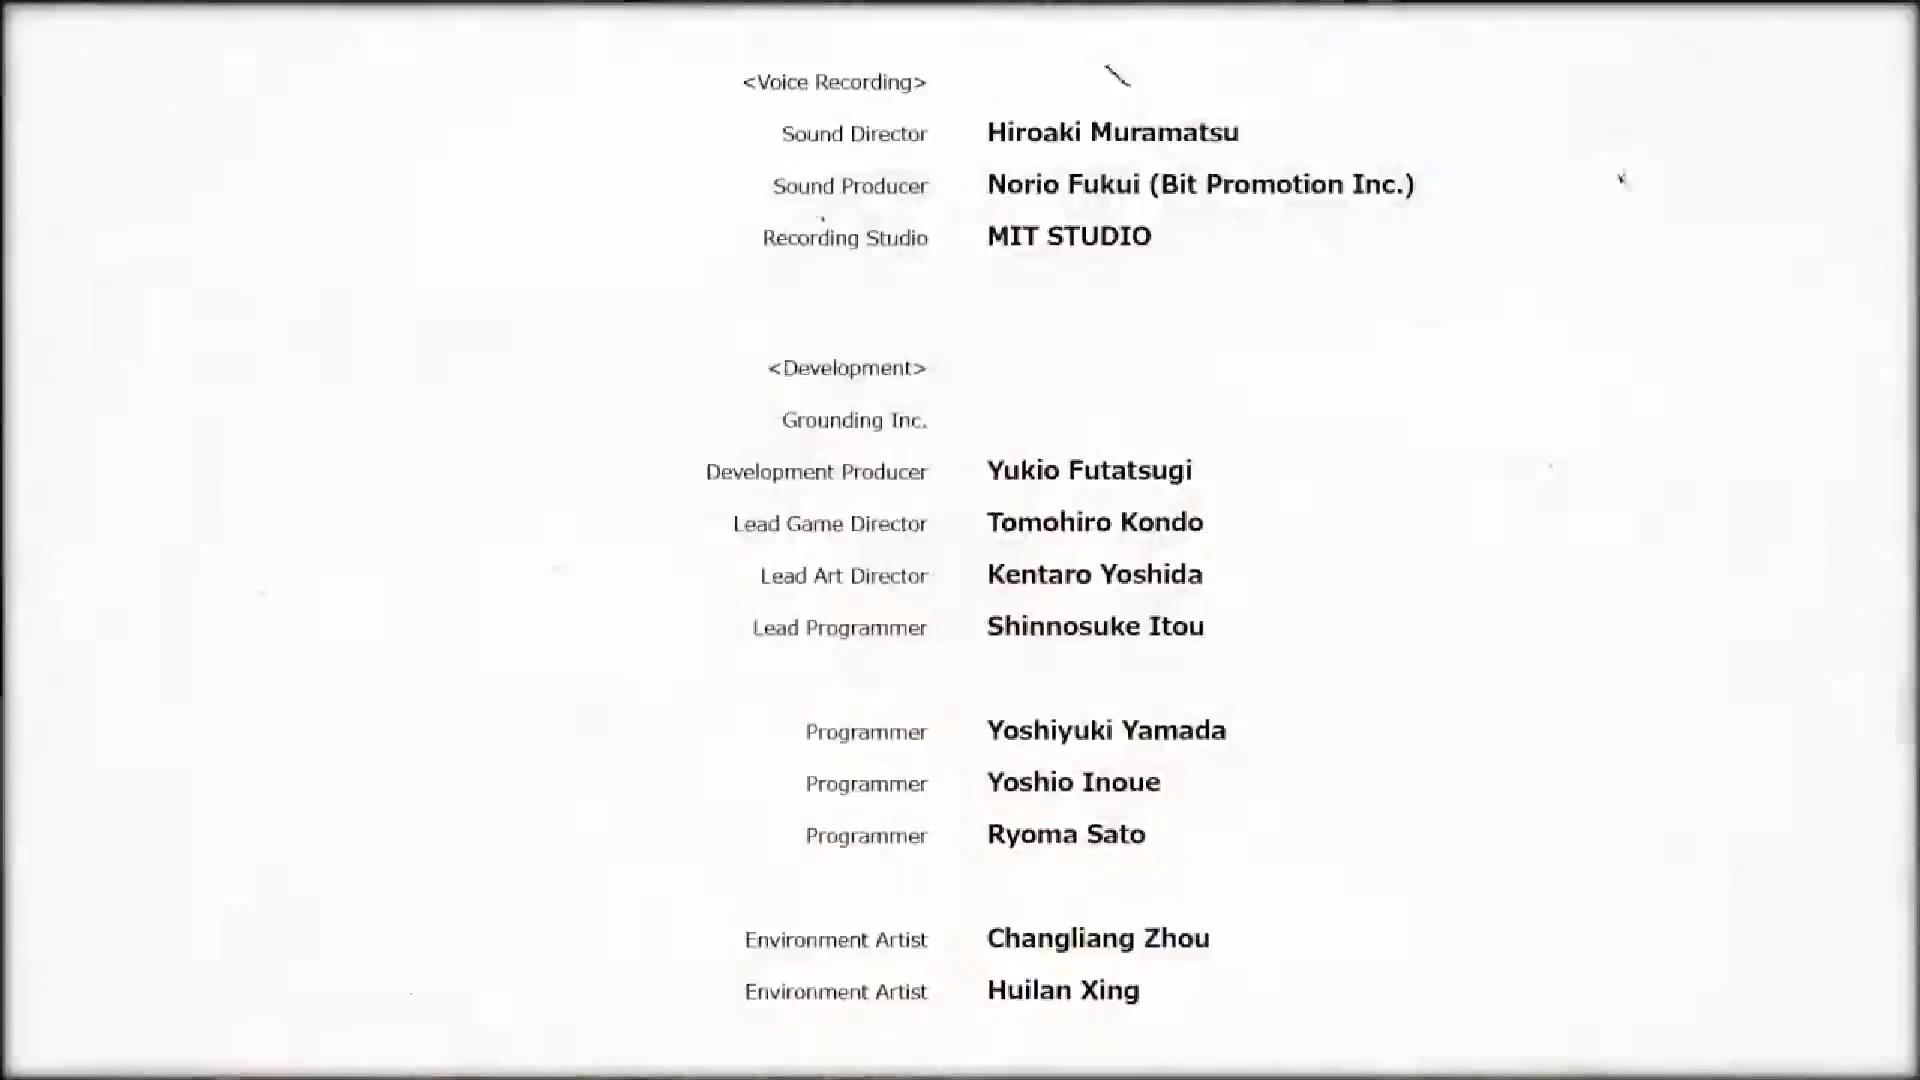 <Voice Recording>
Sound Director Hiroaki Muramatsu
Sound Producer Norio Fukui (Bit Promotion Inc.)
Recording Studio MIT STUDIO
<Development>
Grounding Inc.
Development Producer Yukio Futatsugi
Lead Game Director Tomohiro Kondo
Lead Art Director Kentaro Yoshida
Lead Programmer Shinnosuke Itou
Programmer Yoshiyuki Yamada
Programmer Yoshio Inoue
Programmer Ryoma Sato
Environment Artist Changliang Zhou
Environment Artist Huilan Xing